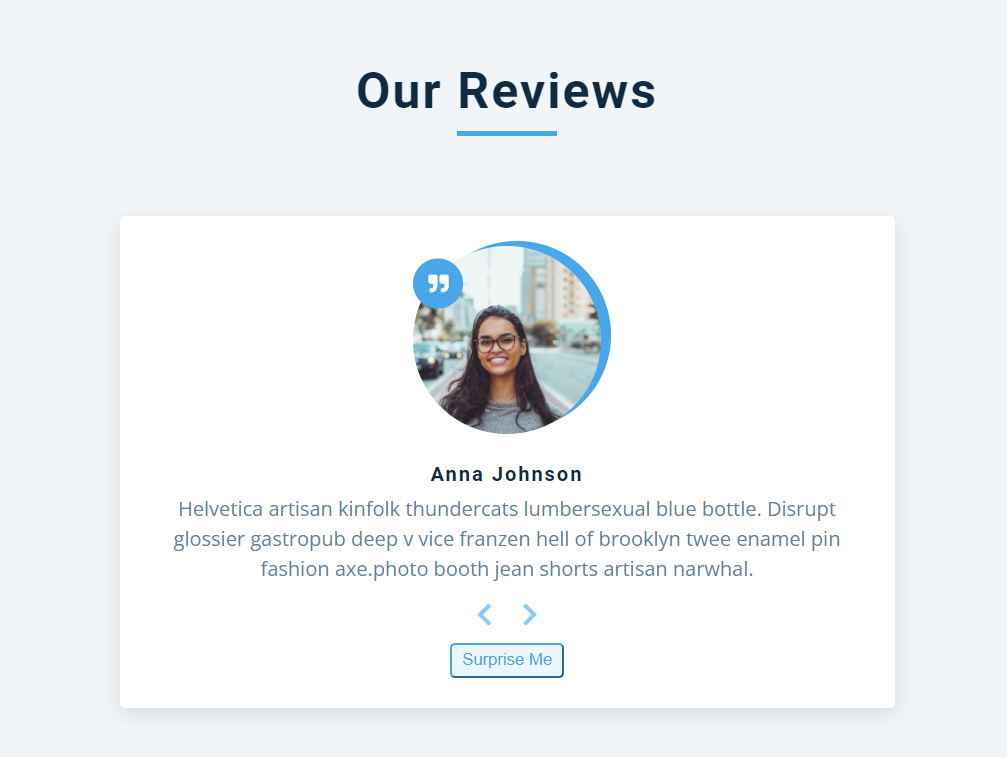 Our Reviews
Anna Johnson
Helvetica artisan kinfolk thundercats lumbersexual blue bottle. Disrupt
glossier gastropub deep v vice franzen hell of brooklyn twee enamel pin
fashion axe.photo booth jean shorts artisan narwhal.
Surprise Me